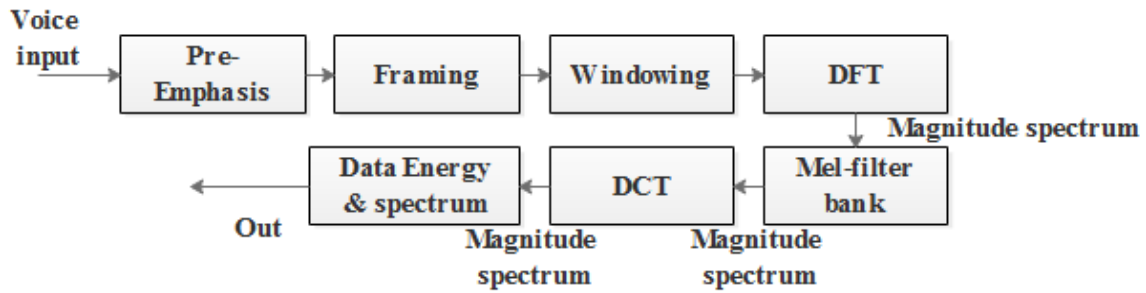 Voice
input
Pre-
Emphasis
Framing
Windowing
DFT
Magnitude spectrum
Mel-filter
bank
Magnitude
spectrum
DCT
Magnitude
spectrum
Data Energy
& spectrum
Out